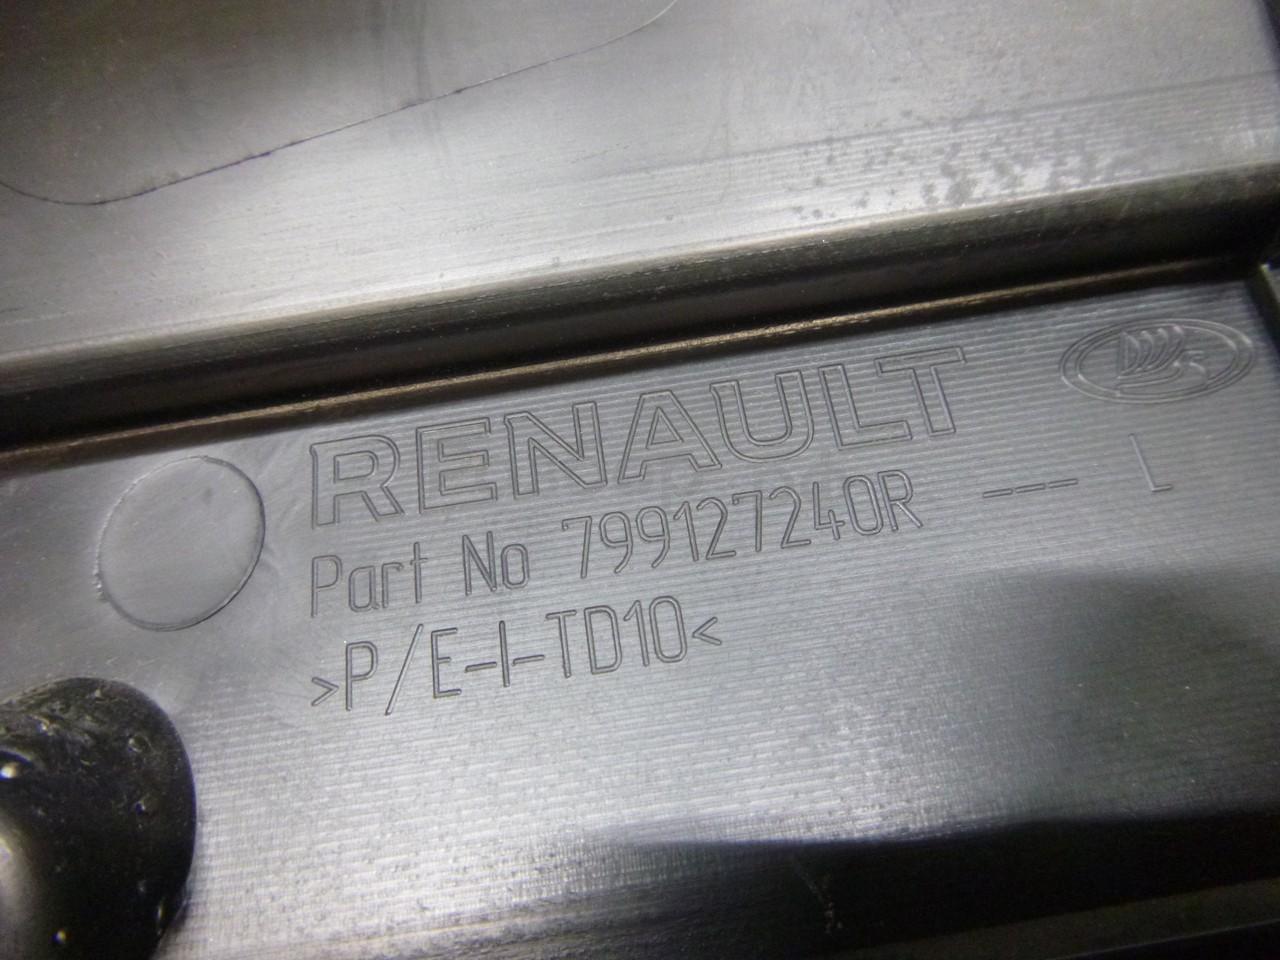 RENAULT
Part No 799127240R --- L
>P/E-I-TD10<